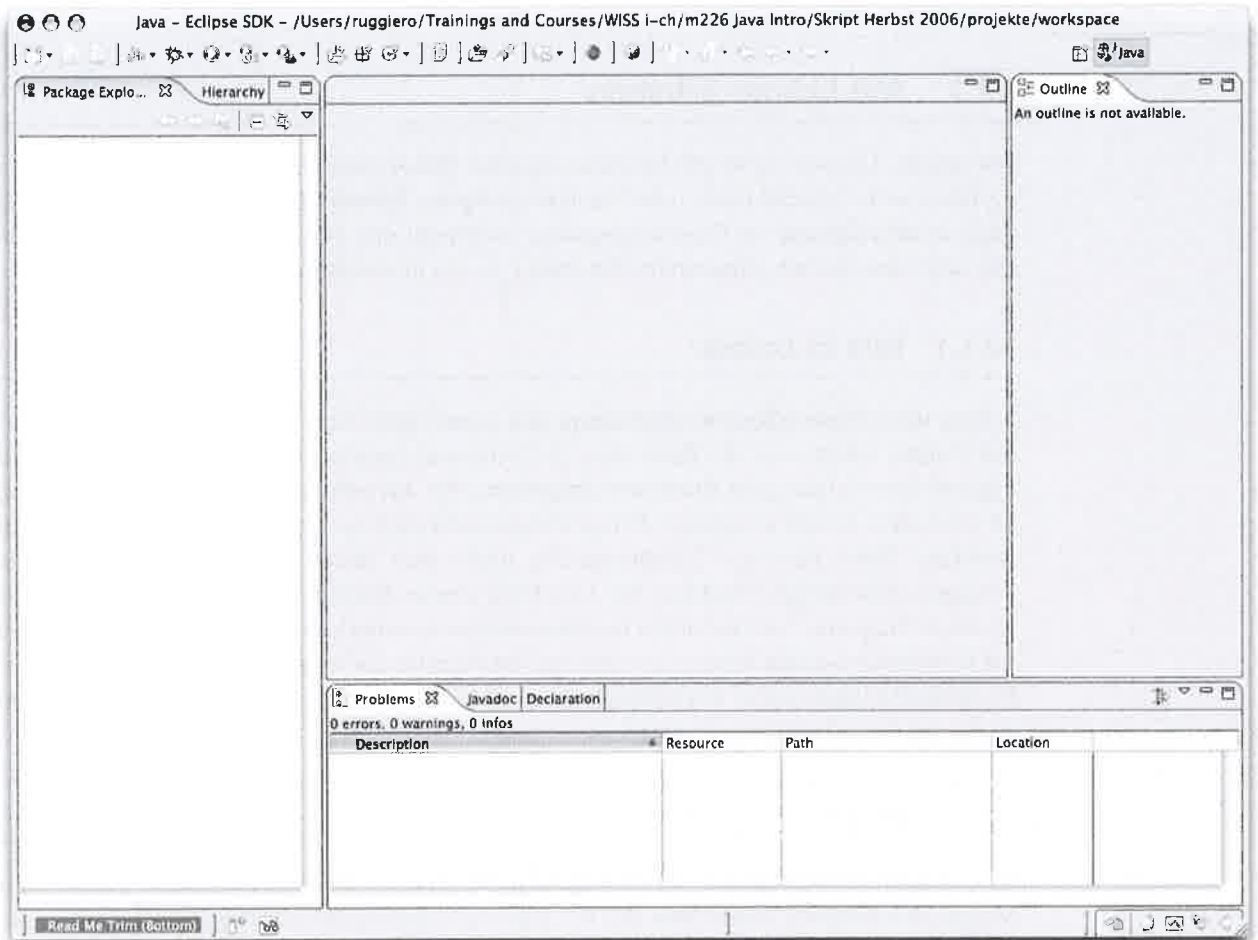 Java – Eclipse SDK – /Users/ruggiero/Trainings and Courses/WISS i-ch/m226 Java Intro/Skript Herbst 2006/projekte/workspace
Java
Package Explo... Hierarchy
Outline
An outline is not available.
Problems Javadoc Declaration
0 errors, 0 warnings, 0 infos
Description Resource Path Location
Read Me Trim (Bottom)